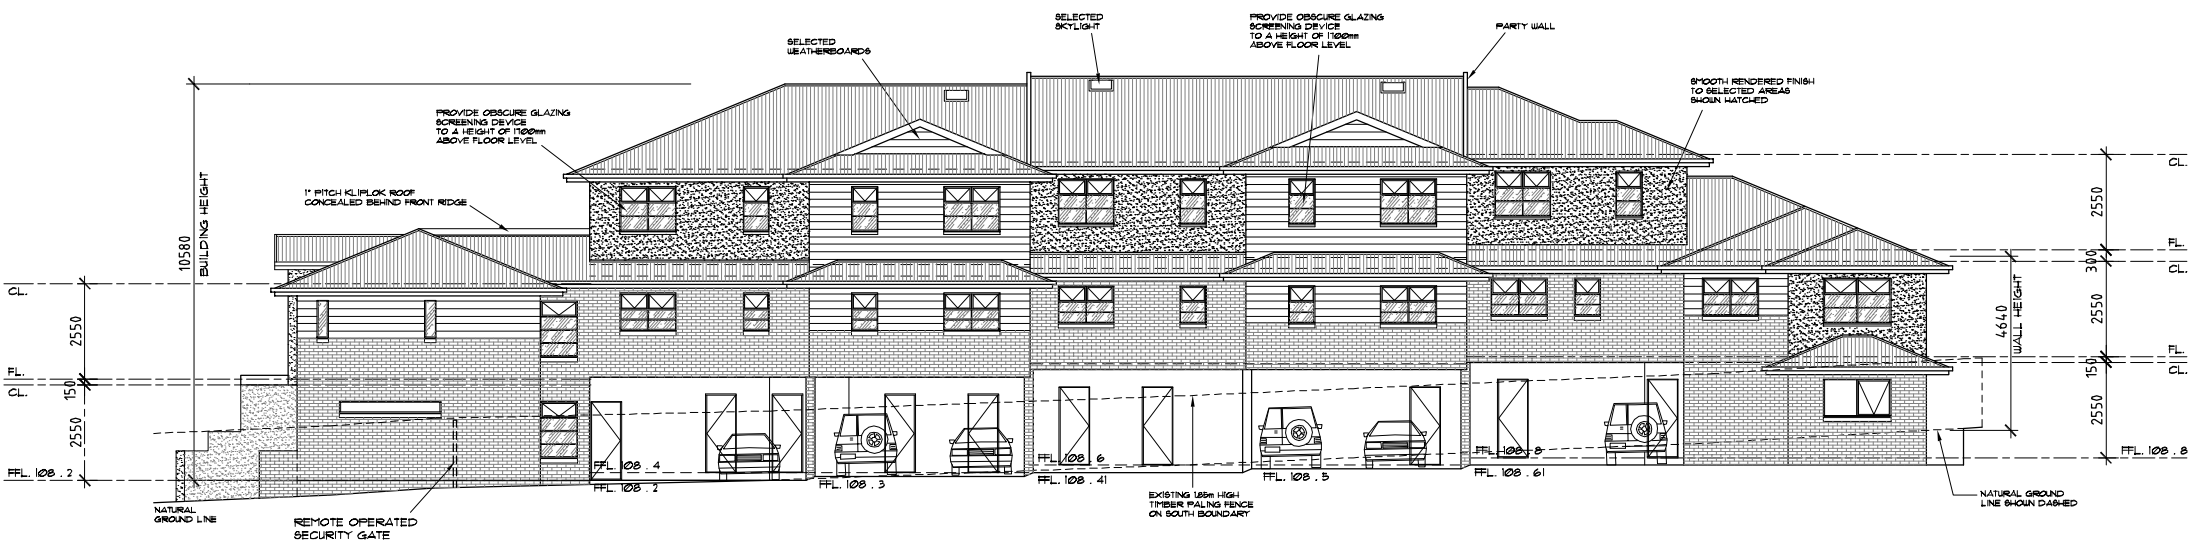 SELECTED
SKYLIGHT
PROVIDE OBSCURE GLAZING
SCREENING DEVICE
TO A HEIGHT OF 1700mm
ABOVE FLOOR LEVEL
PARTY WALL
SELECTED
WEATHERBOARDS
SMOOTH RENDERED FINISH
TO SELECTED AREAS
SHOWN HATCHED
PROVIDE OBSCURE GLAZING
SCREENING DEVICE
TO A HEIGHT OF 1700mm
ABOVE FLOOR LEVEL
1° PITCH KLIPLOK ROOF
CONCEALED BEHIND FRONT RIDGE
10580
BUILDING HEIGHT
CL.
2550
FL.
150
CL.
2550
FFL. 108 . 2
CL.
2550
FL.
300
CL.
2550
4640
WALL HEIGHT
FL.
150
CL.
2550
FFL. 108 . 8
FFL. 108 . 4
FFL. 108 . 2
FFL. 108 . 3
FFL. 108 . 6
FFL. 108 . 41
FFL. 108 . 5
FFL. 108 . 8
FFL. 108 . 61
NATURAL
GROUND LINE
REMOTE OPERATED
SECURITY GATE
EXISTING 1.85m HIGH
TIMBER PALING FENCE
ON SOUTH BOUNDARY
NATURAL GROUND
LINE SHOWN DASHED